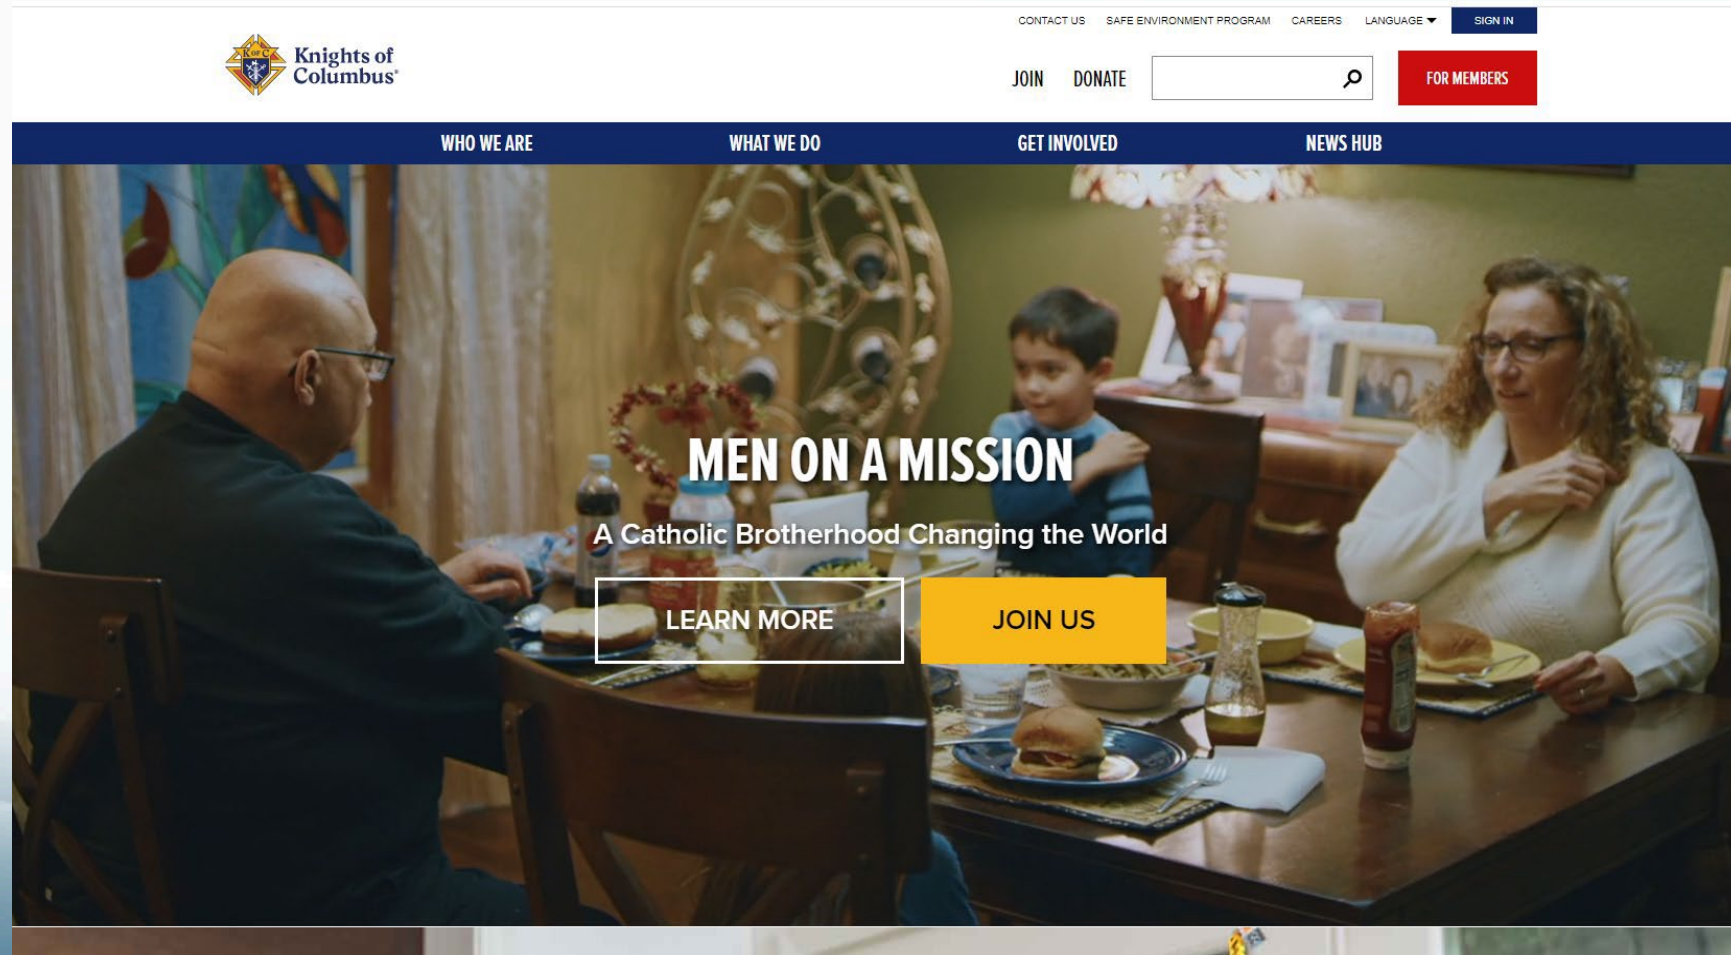 CONTACT US SAFE ENVIRONMENT PROGRAM CAREERS LANGUAGE SIGN IN
K OF C
Knights of
Columbus®
JOIN DONATE FOR MEMBERS
WHO WE ARE WHAT WE DO GET INVOLVED NEWS HUB
MEN ON A MISSION
A Catholic Brotherhood Changing the World
LEARN MORE JOIN US
pepsi